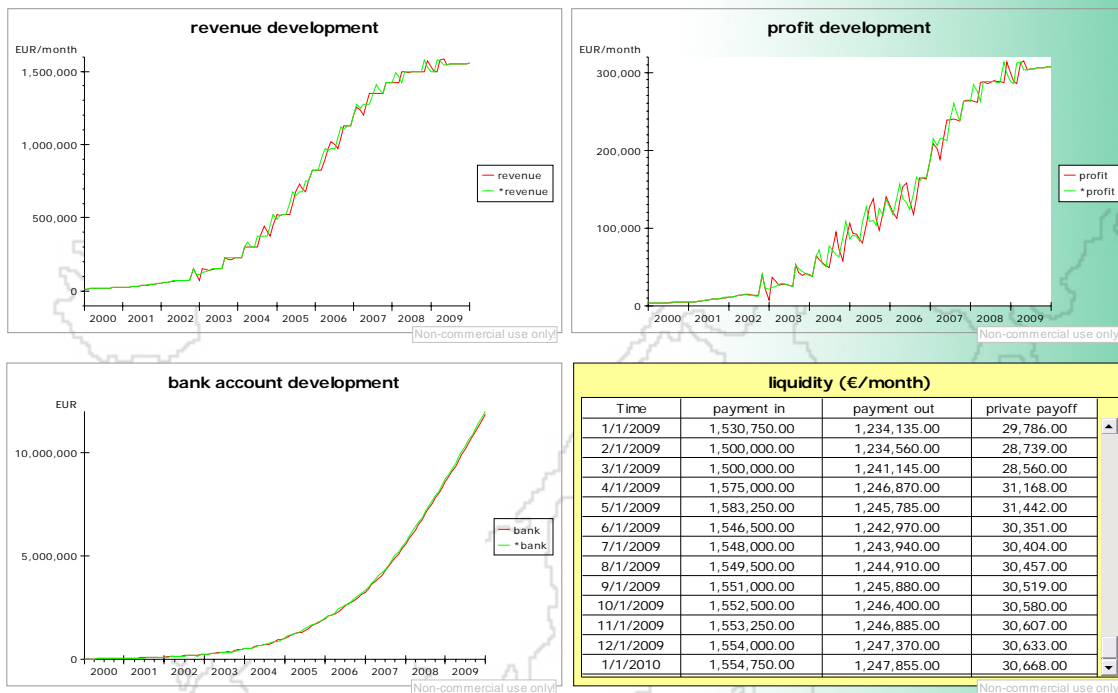 revenue development
EUR/month
1,500,000
1,000,000
500,000
0
2000 2001 2002 2003 2004 2005 2006 2007 2008 2009
revenue
*revenue
Non-commercial use only!
profit development
EUR/month
300,000
200,000
100,000
0
2000 2001 2002 2003 2004 2005 2006 2007 2008 2009
profit
*profit
Non-commercial use only!
bank account development
EUR
10,000,000
5,000,000
0
2000 2001 2002 2003 2004 2005 2006 2007 2008 2009
bank
*bank
Non-commercial use only!
liquidity (€/month)
Time payment in payment out private payoff
1/1/2009 1,530,750.00 1,234,135.00 29,786.00
2/1/2009 1,500,000.00 1,234,560.00 28,739.00
3/1/2009 1,500,000.00 1,241,145.00 28,560.00
4/1/2009 1,575,000.00 1,246,870.00 31,168.00
5/1/2009 1,583,250.00 1,245,785.00 31,442.00
6/1/2009 1,546,500.00 1,242,970.00 30,351.00
7/1/2009 1,548,000.00 1,243,940.00 30,404.00
8/1/2009 1,549,500.00 1,244,910.00 30,457.00
9/1/2009 1,551,000.00 1,245,880.00 30,519.00
10/1/2009 1,552,500.00 1,246,400.00 30,580.00
11/1/2009 1,553,250.00 1,246,885.00 30,607.00
12/1/2009 1,554,000.00 1,247,370.00 30,633.00
1/1/2010 1,554,750.00 1,247,855.00 30,668.00
Non-commercial use only!